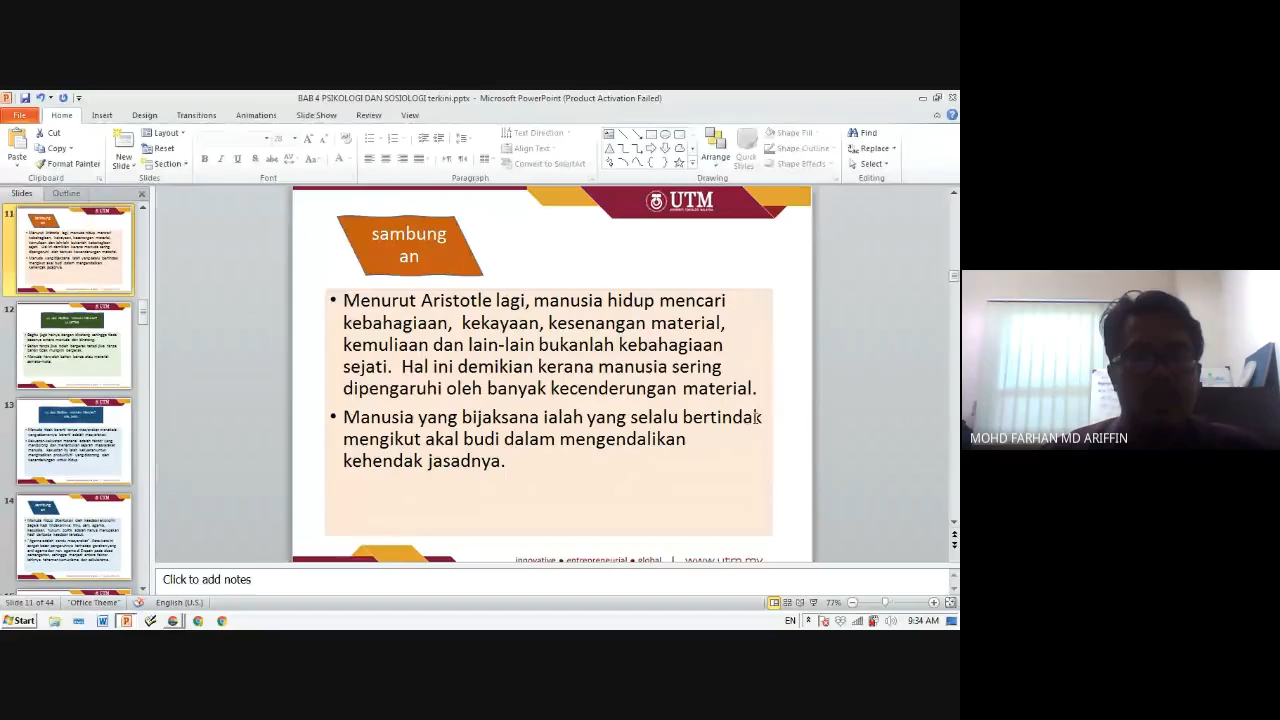 BAB 4 PSIKOLOGI DAN SOSIOLOGI terkini.pptx - Microsoft PowerPoint (Product Activation Failed)
File Home Insert Design Transitions Animations Slide Show Review View
Cut
Copy
Format Painter
Paste
Clipboard
New
Slide
Layout
Reset
Section
Slides
28
Font
Text Direction
Align Text
Convert to SmartArt
Paragraph
Arrange
Quick
Styles
Shape Fill
Shape Outline
Shape Effects
Drawing
Find
Replace
Select
Editing
Slides Outline
11
12
13
14
UTM
sambung
an
• Menurut Aristotle lagi, manusia hidup mencari
kebahagiaan, kekayaan, kesenangan material,
kemuliaan dan lain-lain bukanlah kebahagiaan
sejati. Hal ini demikian kerana manusia sering
dipengaruhi oleh banyak kecenderungan material.
• Manusia yang bijaksana ialah yang selalu bertindak
mengikut akal budi dalam mengendalikan
kehendak jasadnya.
innovative ● entrepreneurial ● global | www.utm.my
Click to add notes
Slide 11 of 44 "Office Theme" English (U.S.) 77%
Start EN 9:34 AM
MOHD FARHAN MD ARIFFIN